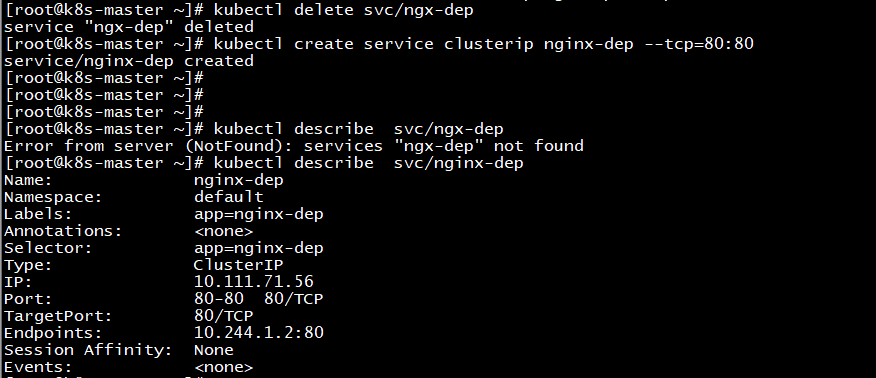 [root@k8s-master ~]# kubectl delete svc/ngx-dep
service "ngx-dep" deleted
[root@k8s-master ~]# kubectl create service clusterip nginx-dep --tcp=80:80
service/nginx-dep created
[root@k8s-master ~]#
[root@k8s-master ~]#
[root@k8s-master ~]#
[root@k8s-master ~]# kubectl describe  svc/ngx-dep
Error from server (NotFound): services "ngx-dep" not found
[root@k8s-master ~]# kubectl describe  svc/nginx-dep
Name:              nginx-dep
Namespace:         default
Labels:            app=nginx-dep
Annotations:       <none>
Selector:          app=nginx-dep
Type:              ClusterIP
IP:                10.111.71.56
Port:              80-80  80/TCP
TargetPort:        80/TCP
Endpoints:         10.244.1.2:80
Session Affinity:  None
Events:            <none>